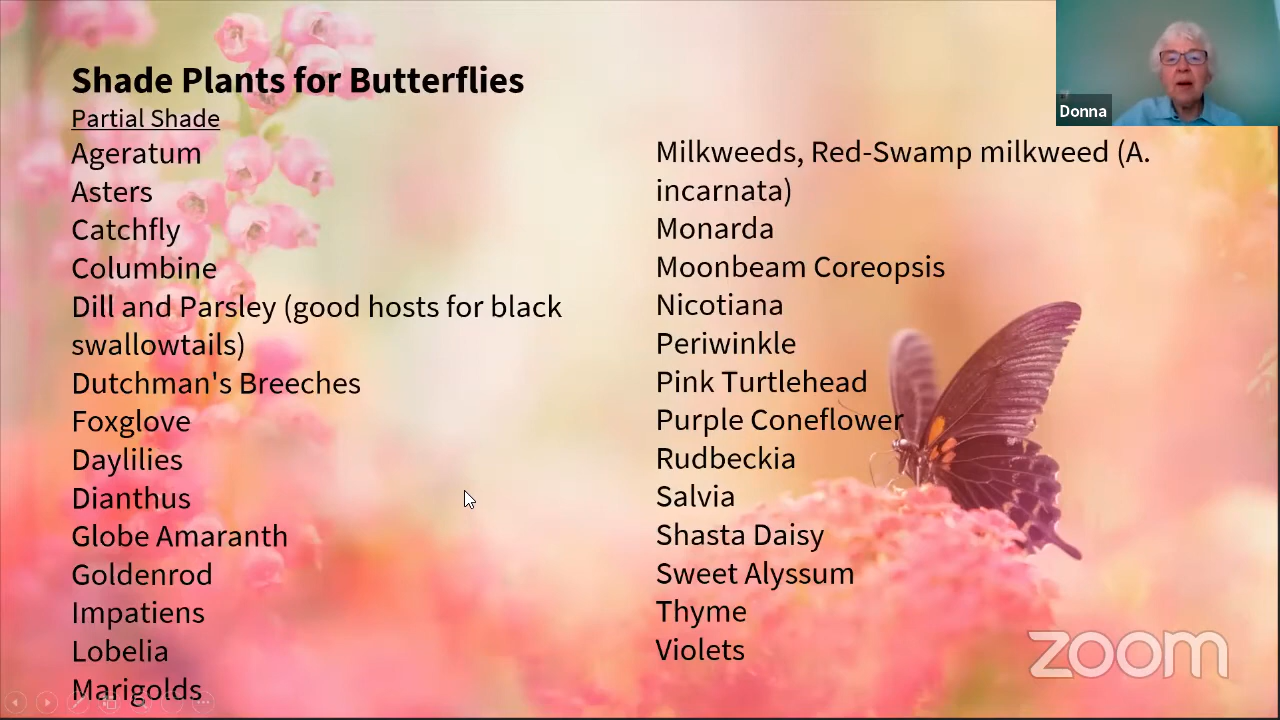 Shade Plants for Butterflies
Partial Shade
Ageratum
Asters
Catchfly
Columbine
Dill and Parsley (good hosts for black
swallowtails)
Dutchman's Breeches
Foxglove
Daylilies
Dianthus
Globe Amaranth
Goldenrod
Impatiens
Lobelia
Marigolds
Milkweeds, Red-Swamp milkweed (A.
incarnata)
Monarda
Moonbeam Coreopsis
Nicotiana
Periwinkle
Pink Turtlehead
Purple Coneflower
Rudbeckia
Salvia
Shasta Daisy
Sweet Alyssum
Thyme
Violets
Donna
zoom